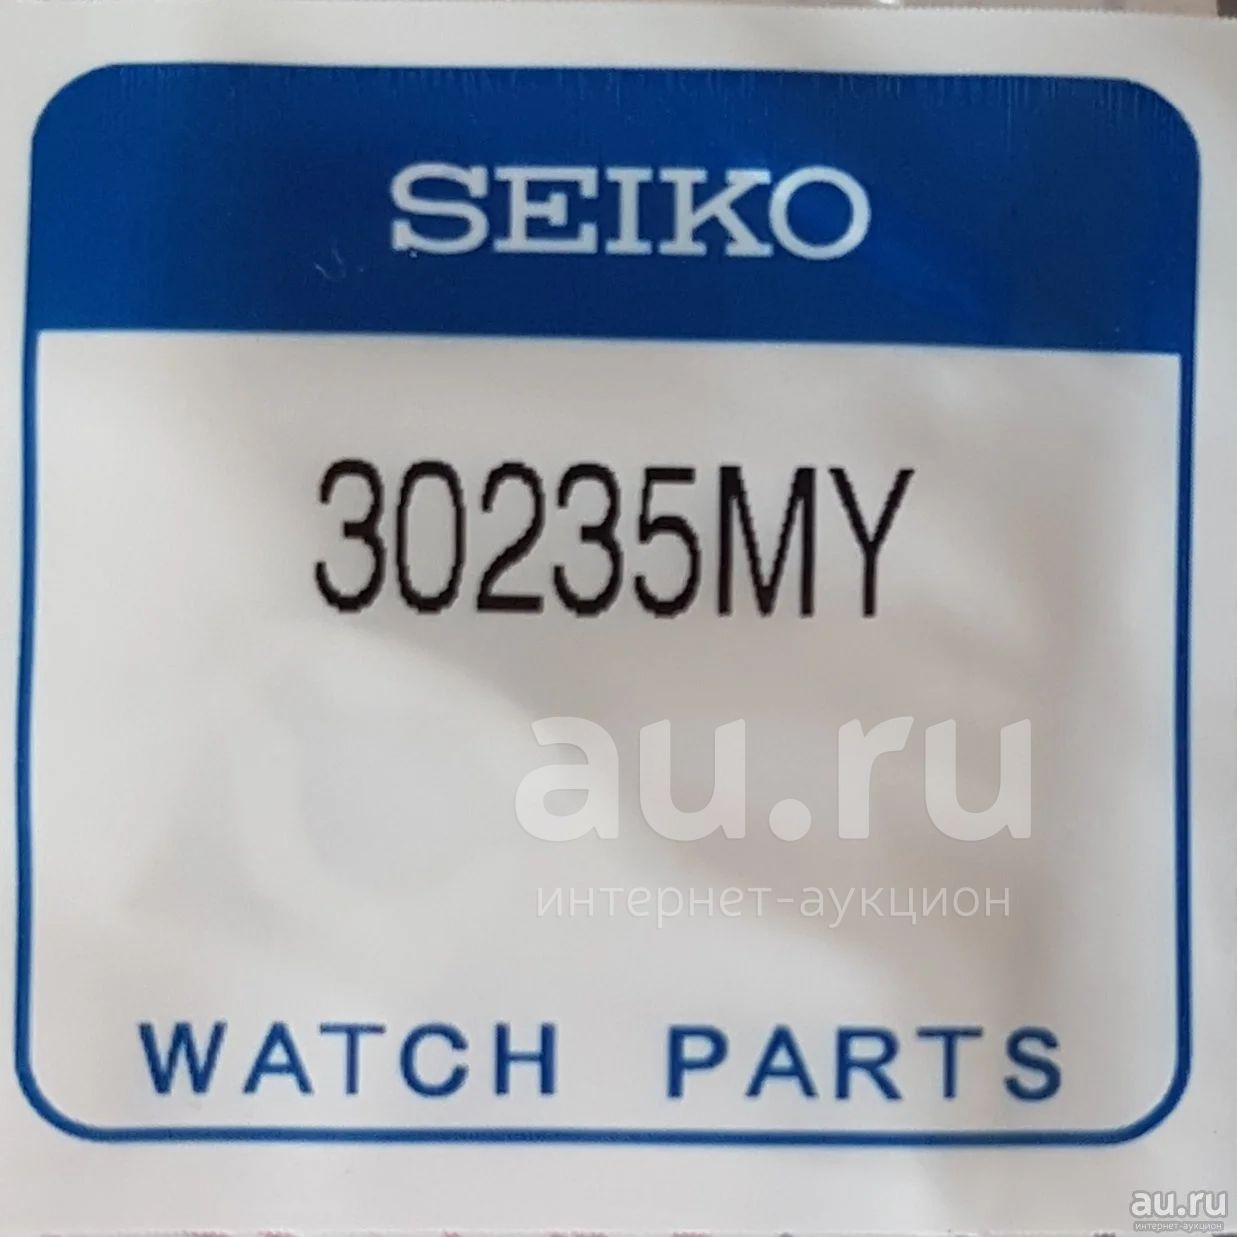 SEIKO
30235MY
au.ru
интернет-аукцион
WATCH PARTS
au.ru
интернет-аукцион